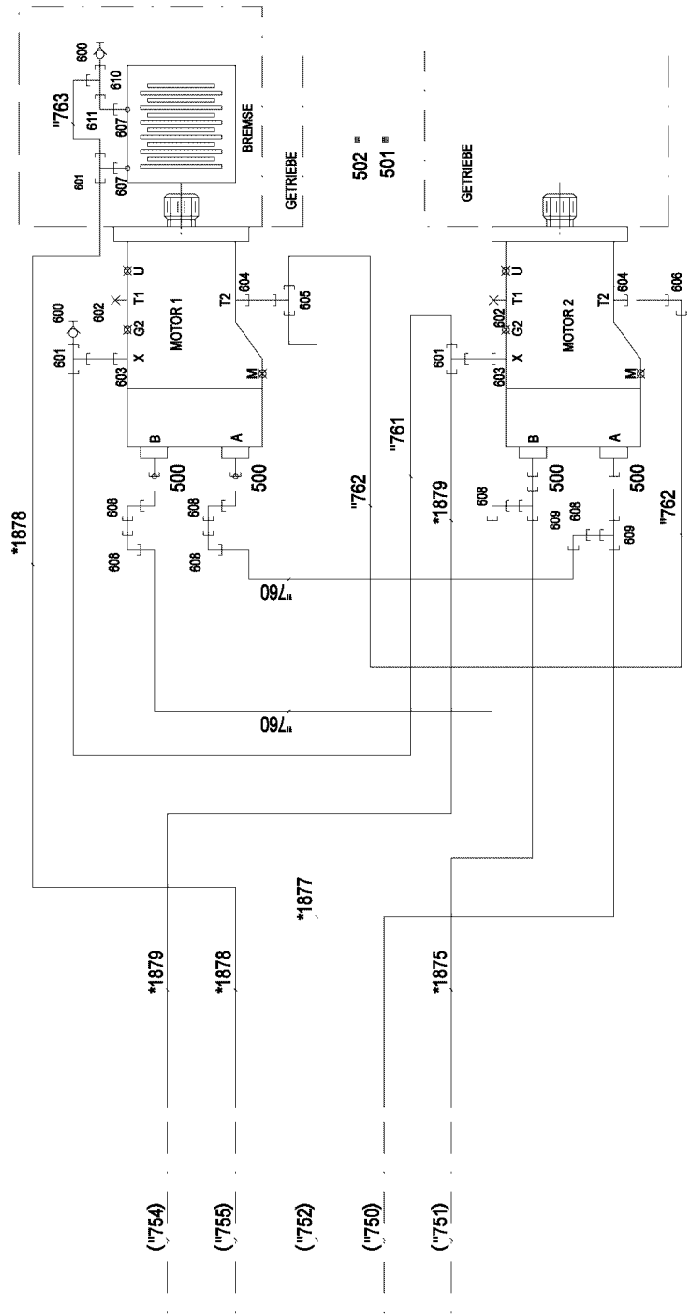 600
"763
610
611
607
601
607
BREMSE
GETRIEBE
502
501
GETRIEBE
U
T1
602
G2
MOTOR 1
X
603
600
601
T2
604
605
M
B
A
500
500
608
608
608
608
*1878
U
T1
602
G2
MOTOR 2
X
603
601
T2
604
606
M
B
A
500
500
608
609
608
609
"761
"762
*1879
"762
"760
"760
*1877
*1879
*1878
*1875
("754)
("755)
("752)
("750)
("751)